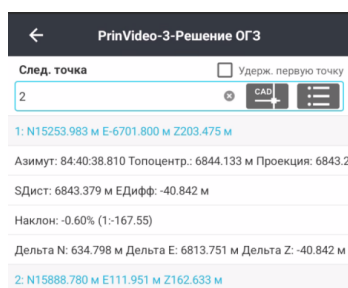 PrinVideo-3-Решение ОГЗ
След. точка
Удерж. первую точку
2
CAD
1: N15253.983 м E-6701.800 м Z203.475 м
Азимут: 84:40:38.810 Топоцентр.: 6844.133 м Проекция: 6843.2
SДист: 6843.379 м EДифф: -40.842 м
Наклон: -0.60% (1:-167.55)
Дельта N: 634.798 м Дельта E: 6813.751 м Дельта Z: -40.842 м
2: N15888.780 м E111.951 м Z162.633 м